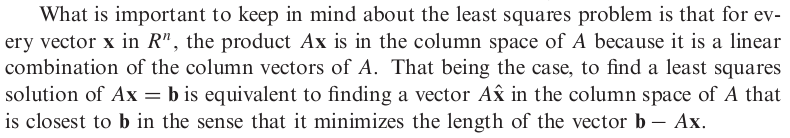 What is important to keep in mind about the least squares problem is that for ev-
ery vector x in Rⁿ, the product Ax is in the column space of A because it is a linear
combination of the column vectors of A. That being the case, to find a least squares
solution of Ax = b is equivalent to finding a vector Ax̂ in the column space of A that
is closest to b in the sense that it minimizes the length of the vector b − Ax.